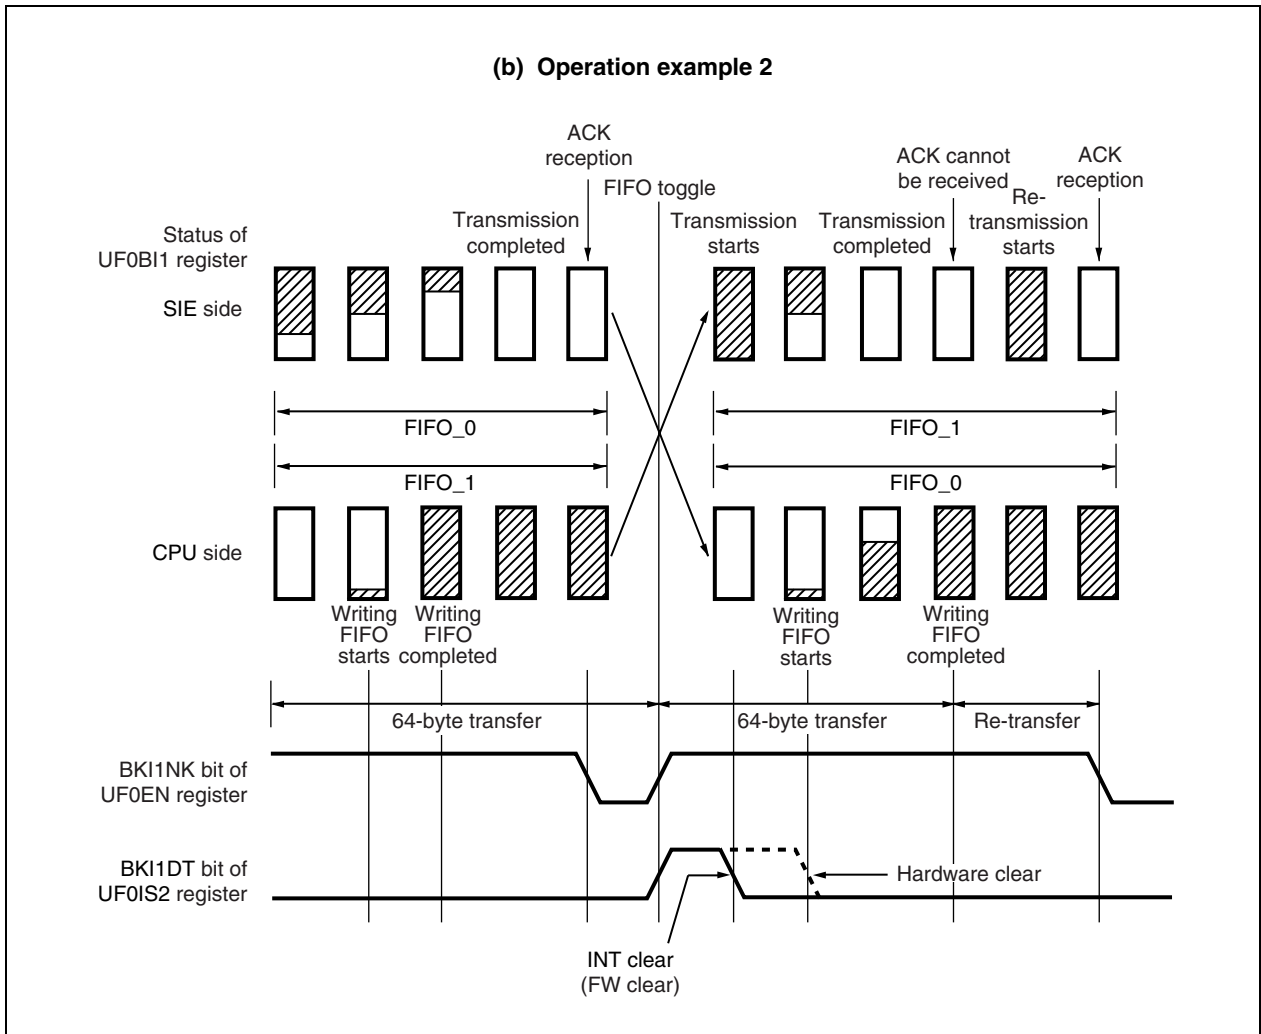 (b) Operation example 2
ACK
reception
FIFO toggle
ACK cannot
be received
ACK
reception
Status of
UF0BI1 register
SIE side
Transmission
completed
Transmission
starts
Transmission
completed
Re-
transmission
starts
FIFO_0
FIFO_1
FIFO_1
FIFO_0
CPU side
Writing
FIFO
starts
Writing
FIFO
completed
Writing
FIFO
starts
Writing
FIFO
completed
64-byte transfer
64-byte transfer
Re-transfer
BKI1NK bit of
UF0EN register
BKI1DT bit of
UF0IS2 register
Hardware clear
INT clear
(FW clear)